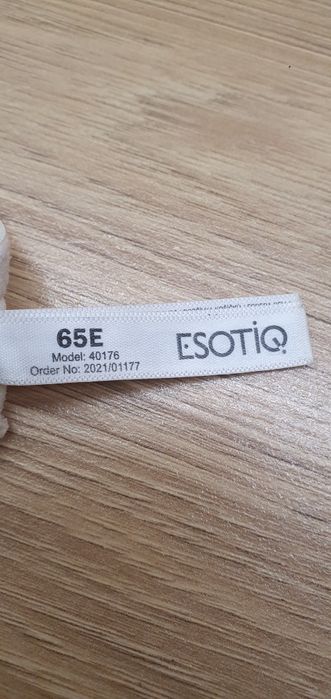 65E
Model: 40176
Order No: 2021/01177
ESOTIQ